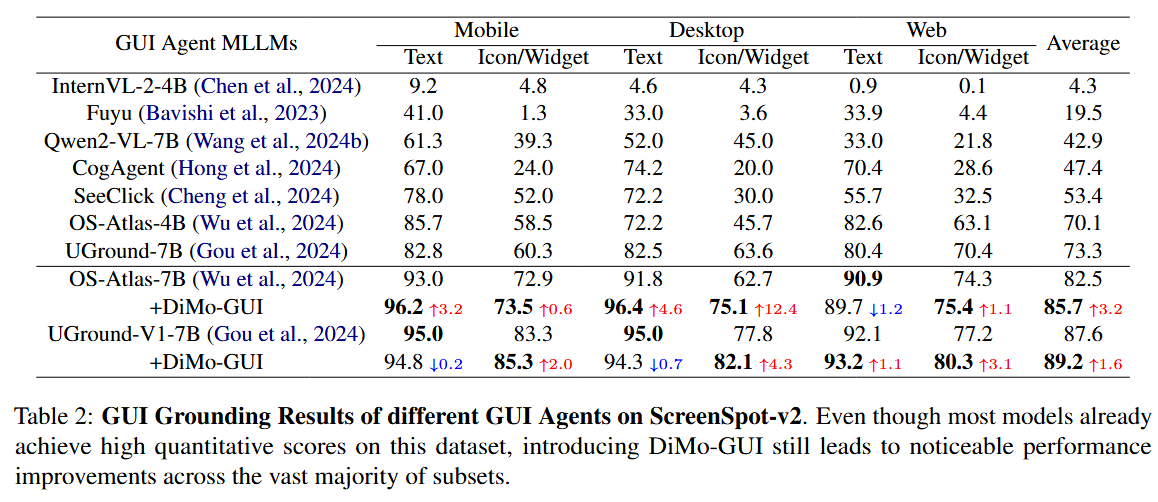 GUI Agent MLLMs Mobile Desktop Web Average
Text Icon/Widget Text Icon/Widget Text Icon/Widget
InternVL-2-4B (Chen et al., 2024) 9.2 4.8 4.6 4.3 0.9 0.1 4.3
Fuyu (Bavishi et al., 2023) 41.0 1.3 33.0 3.6 33.9 4.4 19.5
Qwen2-VL-7B (Wang et al., 2024b) 61.3 39.3 52.0 45.0 33.0 21.8 42.9
CogAgent (Hong et al., 2024) 67.0 24.0 74.2 20.0 70.4 28.6 47.4
SeeClick (Cheng et al., 2024) 78.0 52.0 72.2 30.0 55.7 32.5 53.4
OS-Atlas-4B (Wu et al., 2024) 85.7 58.5 72.2 45.7 82.6 63.1 70.1
UGround-7B (Gou et al., 2024) 82.8 60.3 82.5 63.6 80.4 70.4 73.3
OS-Atlas-7B (Wu et al., 2024) 93.0 72.9 91.8 62.7 90.9 74.3 82.5
+DiMo-GUI 96.2 ↑3.2 73.5 ↑0.6 96.4 ↑4.6 75.1 ↑12.4 89.7 ↓1.2 75.4 ↑1.1 85.7 ↑3.2
UGround-V1-7B (Gou et al., 2024) 95.0 83.3 95.0 77.8 92.1 77.2 87.6
+DiMo-GUI 94.8 ↓0.2 85.3 ↑2.0 94.3 ↓0.7 82.1 ↑4.3 93.2 ↑1.1 80.3 ↑3.1 89.2 ↑1.6
Table 2: GUI Grounding Results of different GUI Agents on ScreenSpot-v2. Even though most models already
achieve high quantitative scores on this dataset, introducing DiMo-GUI still leads to noticeable performance
improvements across the vast majority of subsets.